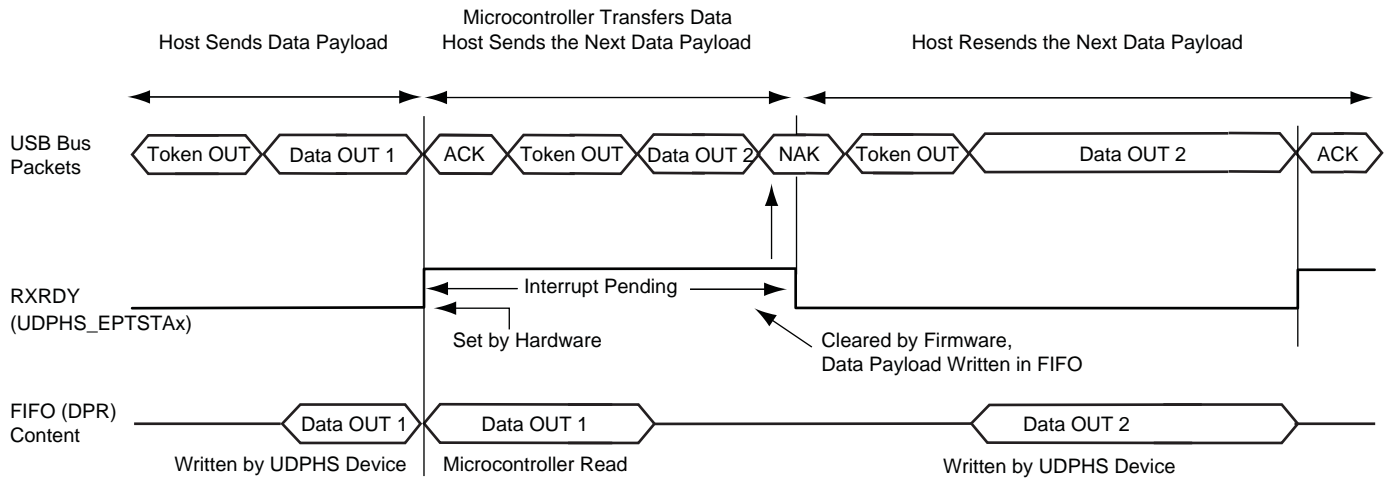 Microcontroller Transfers Data
Host Sends Data Payload
Host Sends the Next Data Payload
Host Resends the Next Data Payload
USB Bus
Packets
Token OUT
Data OUT 1
ACK
Token OUT
Data OUT 2
NAK
Token OUT
Data OUT 2
ACK
RXRDY
(UDPHS_EPTSTAx)
Interrupt Pending
Set by Hardware
Cleared by Firmware,
Data Payload Written in FIFO
FIFO (DPR)
Content
Data OUT 1
Data OUT 1
Data OUT 2
Written by UDPHS Device
Microcontroller Read
Written by UDPHS Device